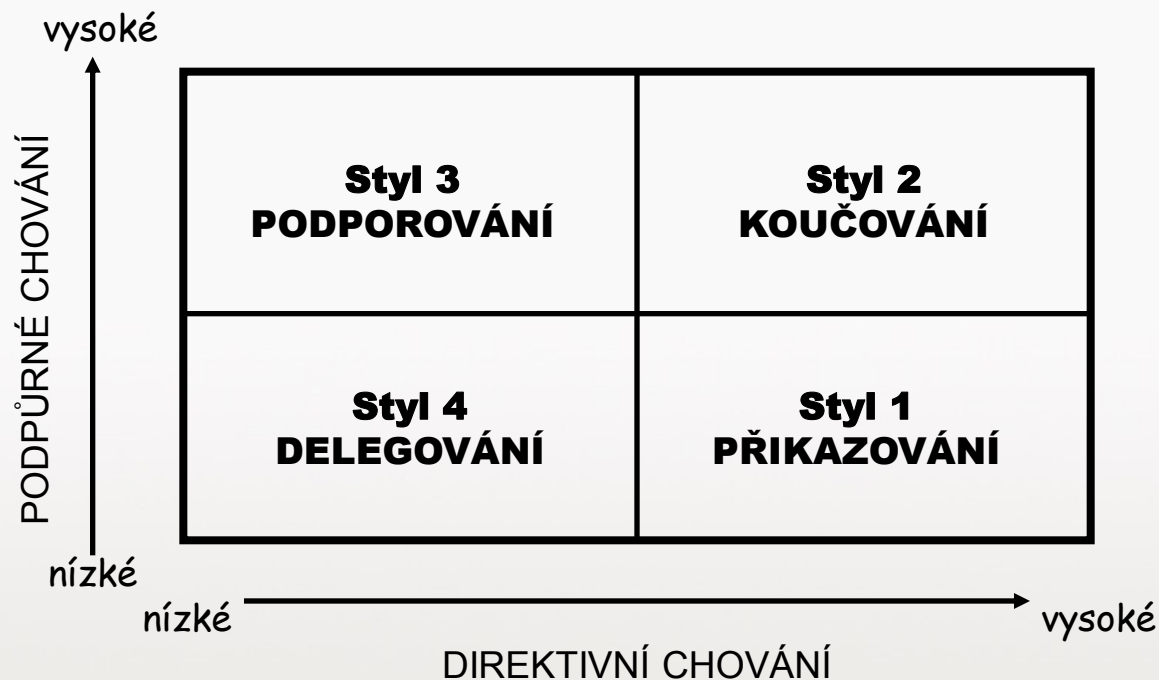 vysoké
PODPŮRNÉ CHOVÁNÍ
Styl 3
PODPOROVÁNÍ
Styl 2
KOUČOVÁNÍ
Styl 4
DELEGOVÁNÍ
Styl 1
PŘIKAZOVÁNÍ
nízké
nízké
vysoké
DIREKTIVNÍ CHOVÁNÍ